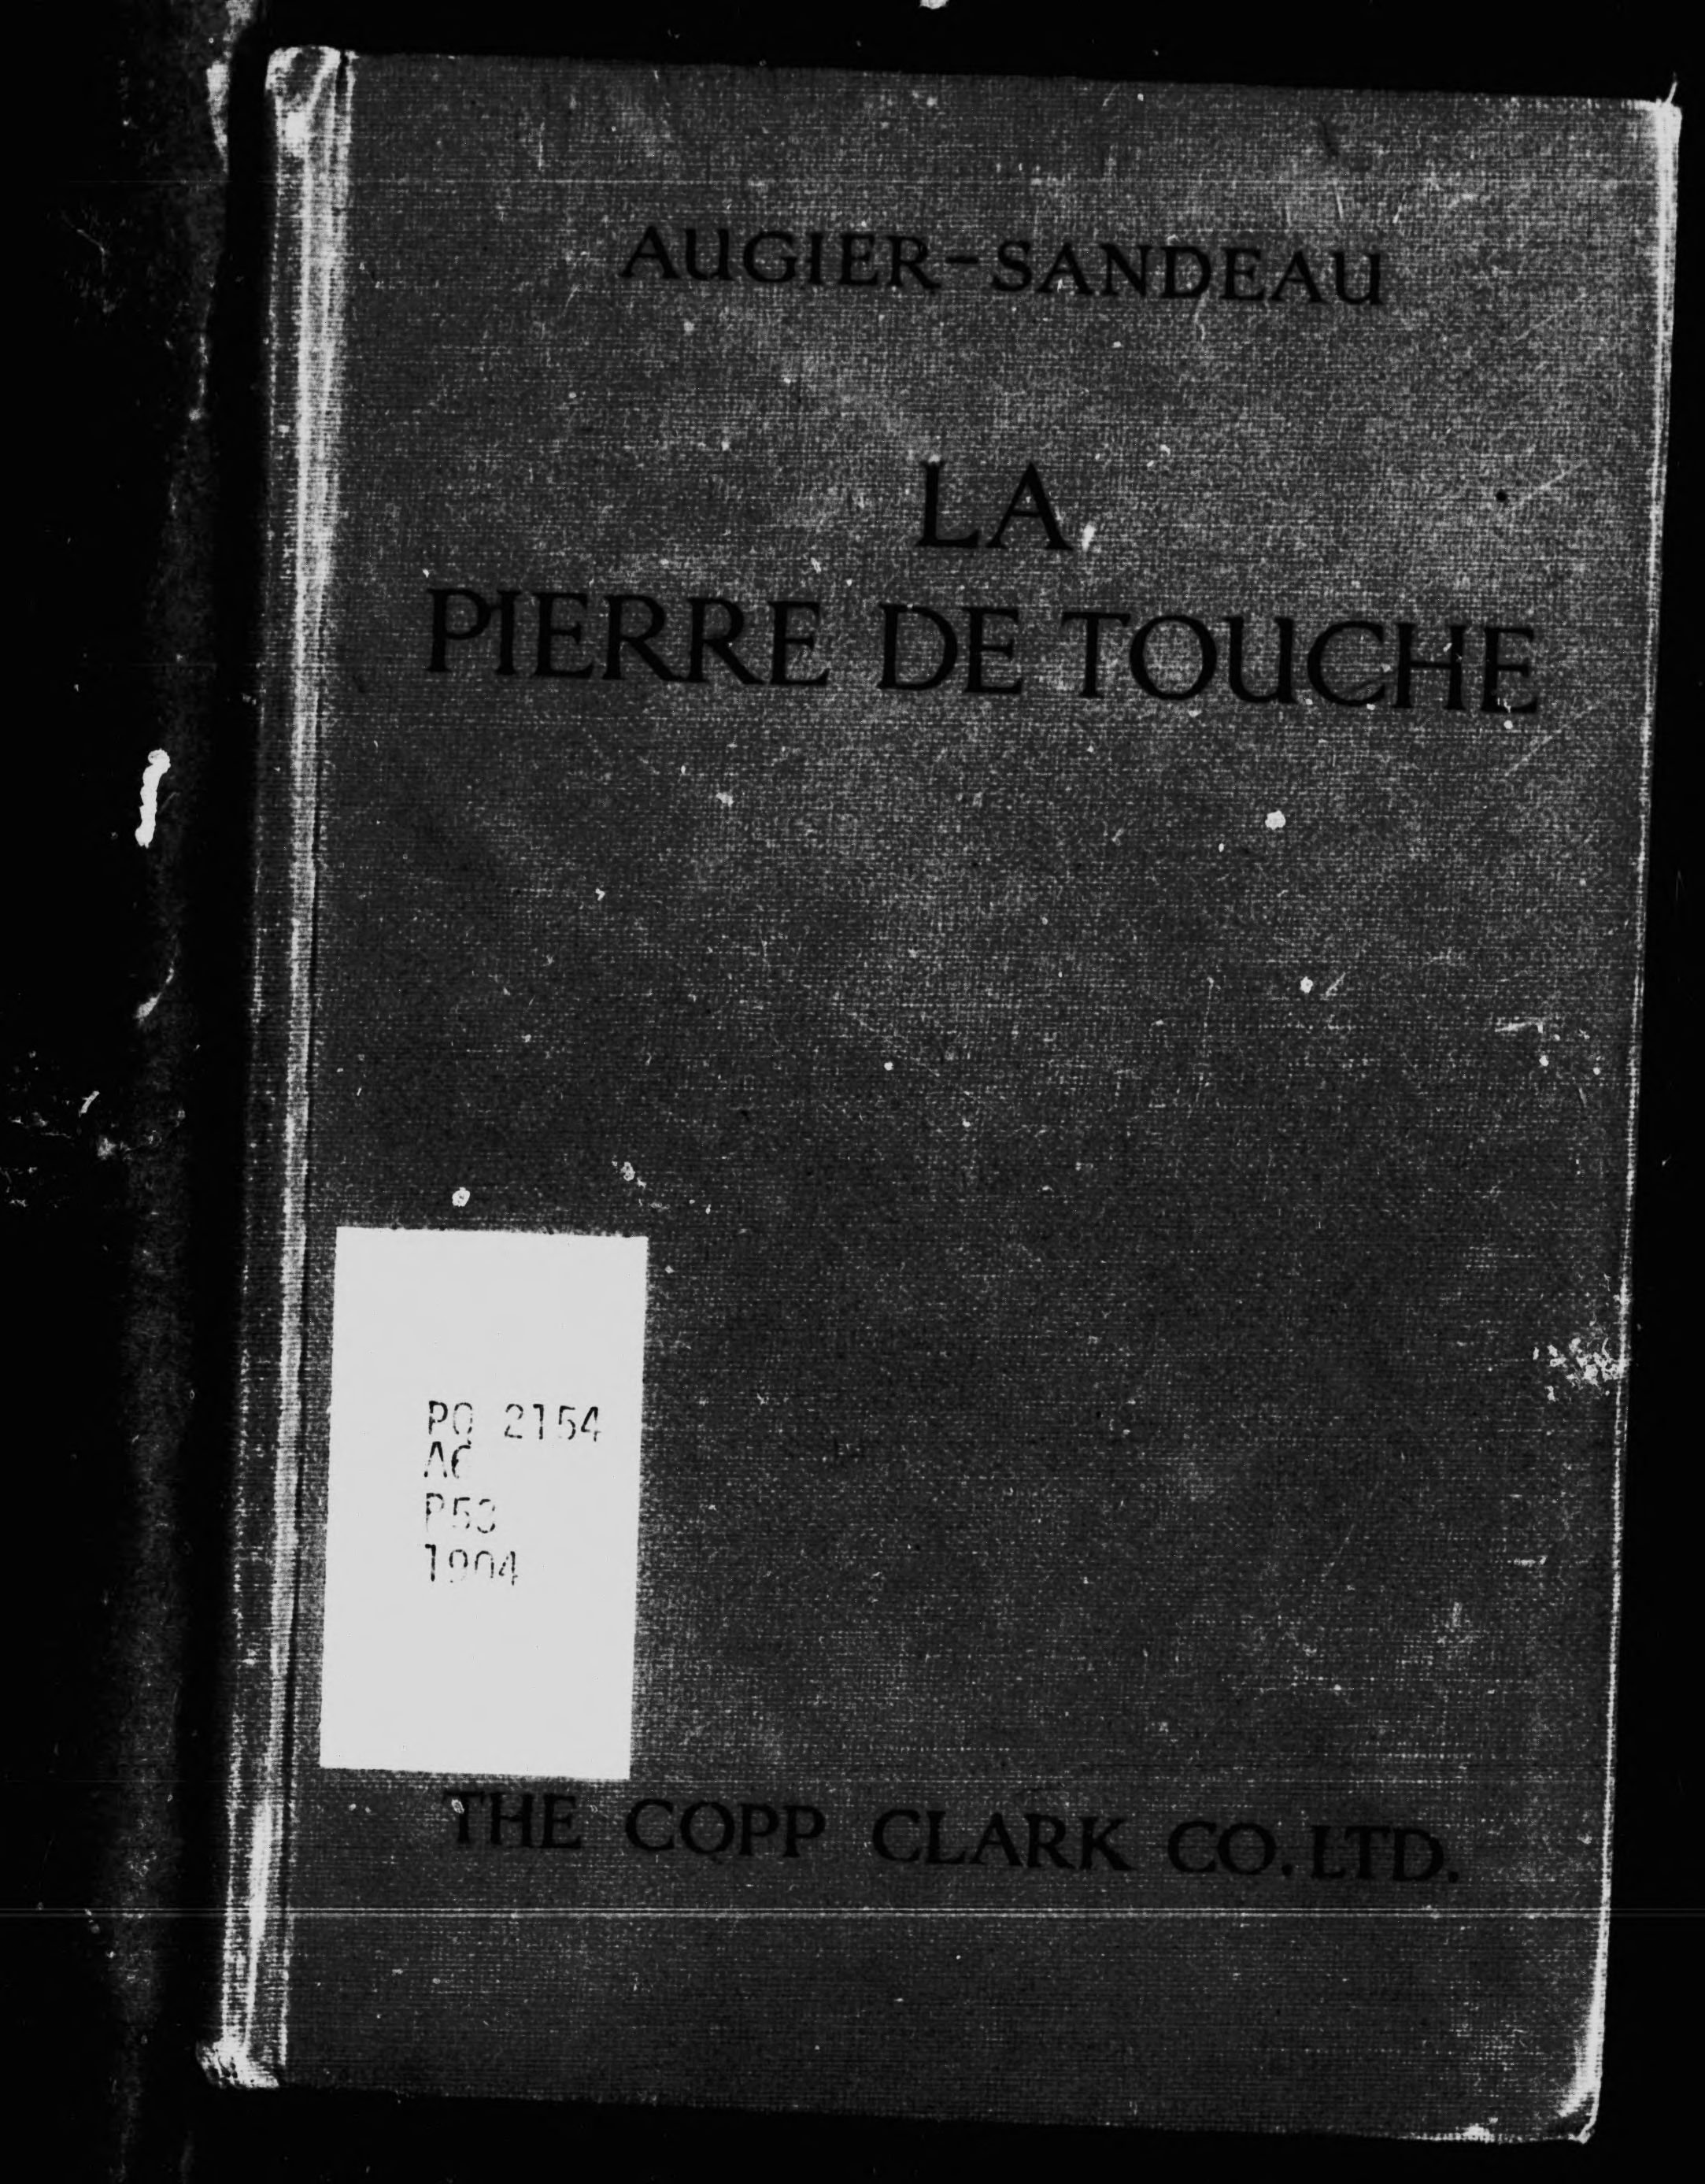 AUGIER-SANDEAU
LA
PIERRE DE TOUCHE
PQ 2154
A6
P53
1904
THE COPP CLARK CO. LTD.